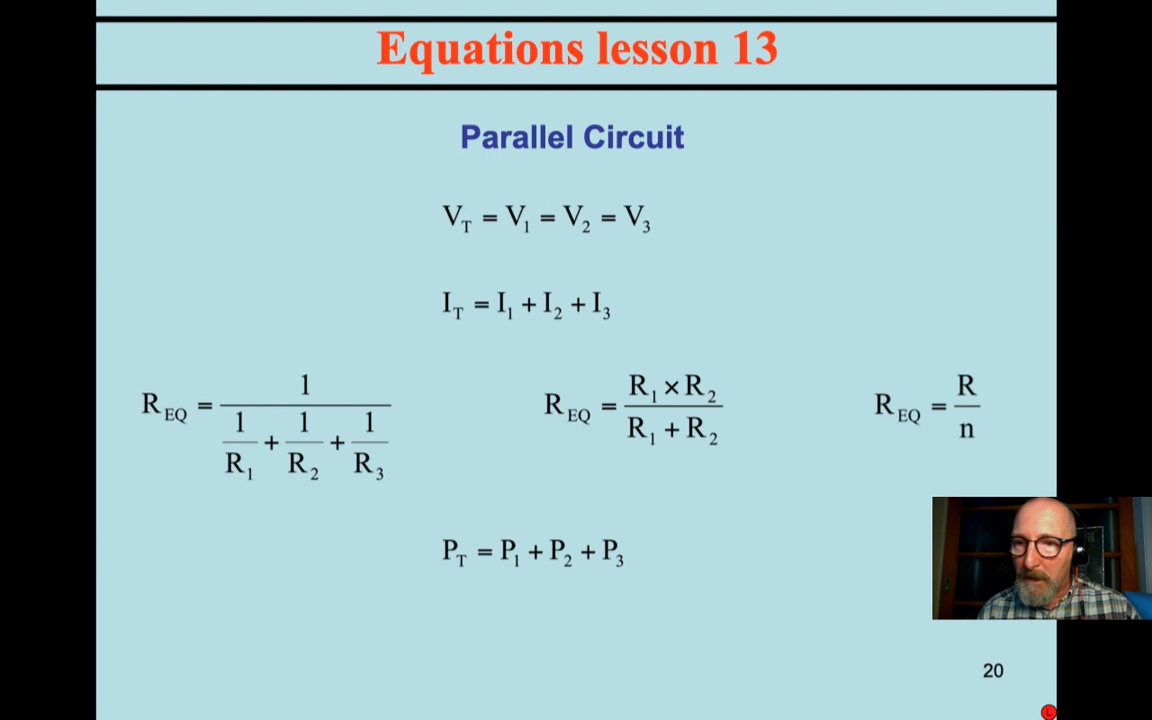 Equations lesson 13
Parallel Circuit
V_T = V_1 = V_2 = V_3
I_T = I_1 + I_2 + I_3
R_EQ = 1 / (1/R_1 + 1/R_2 + 1/R_3)
R_EQ = (R_1 × R_2) / (R_1 + R_2)
R_EQ = R / n
P_T = P_1 + P_2 + P_3
20
L